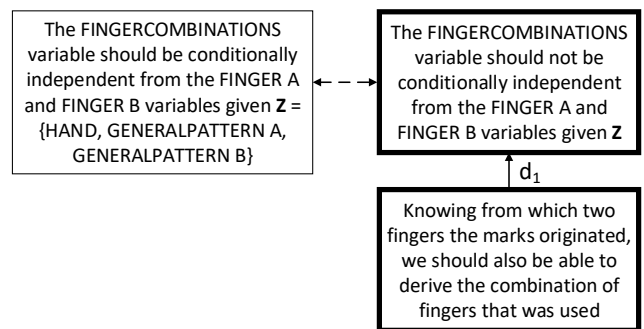 The FINGERCOMBINATIONS
variable should be conditionally
independent from the FINGER A
and FINGER B variables given Z =
{HAND, GENERALPATTERN A,
GENERALPATTERN B}
The FINGERCOMBINATIONS
variable should not be
conditionally independent
from the FINGER A and
FINGER B variables given Z
d₁
Knowing from which two
fingers the marks originated,
we should also be able to
derive the combination of
fingers that was used